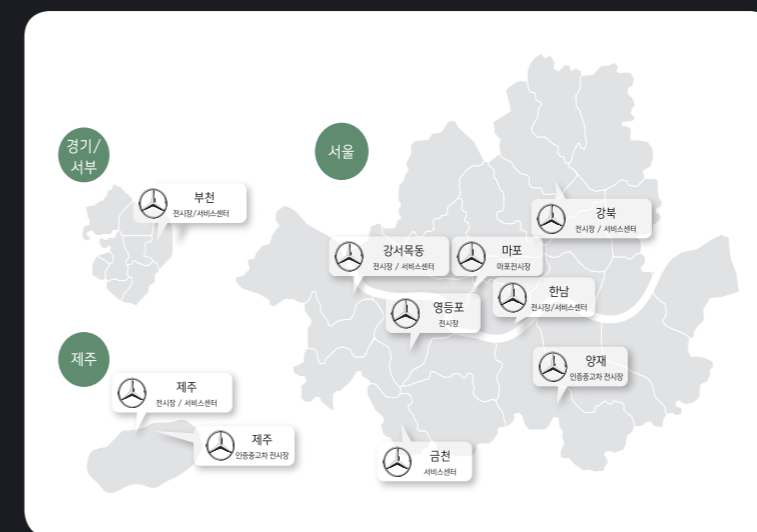 경기/
서부
부천
전시장/서비스센터
서울
강북
전시장 / 서비스센터
강서목동
전시장 / 서비스센터
마포
마포전시장
한남
전시장/서비스센터
영등포
전시장
양재
인증중고차 전시장
금천
서비스센터
제주
제주
전시장 / 서비스센터
제주
인증중고차 전시장